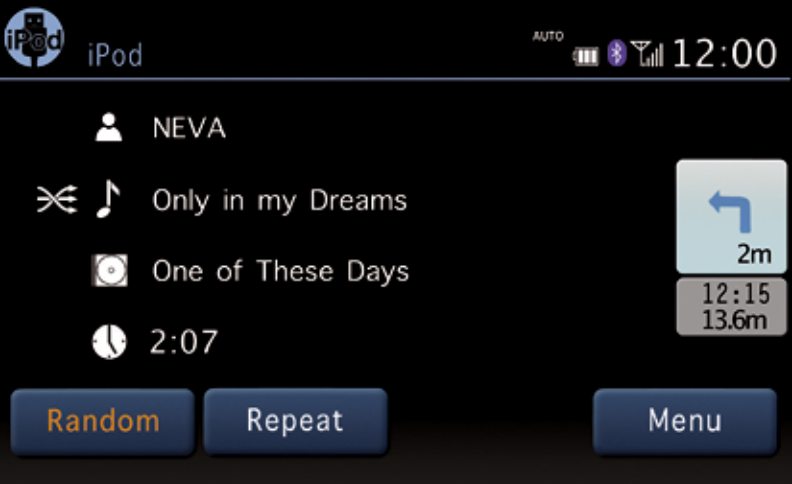 iPod
iPod
AUTO
12:00
NEVA
Only in my Dreams
One of These Days
2:07
2m
12:15
13.6m
Random
Repeat
Menu